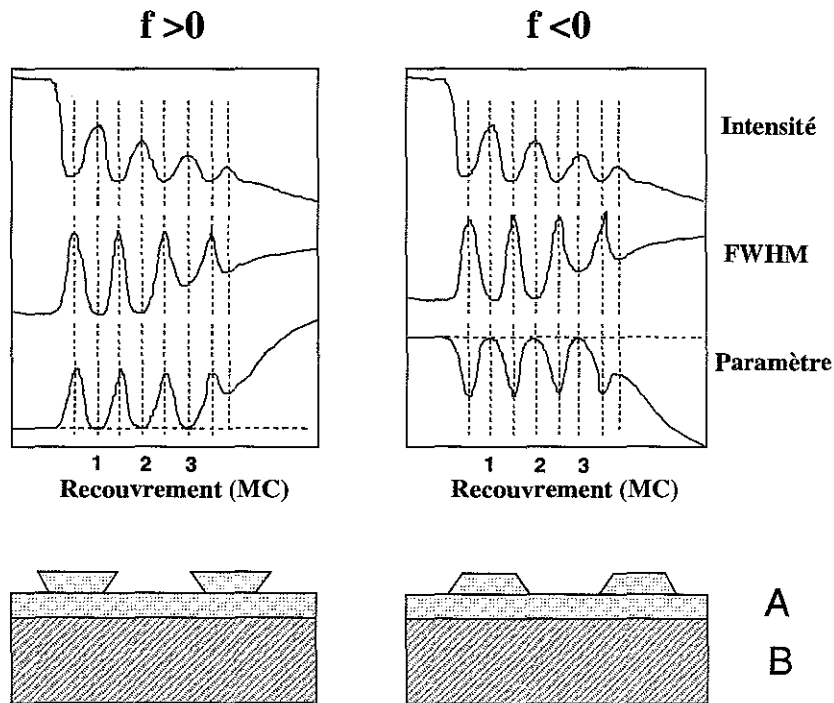 f >0
f <0
Intensité
FWHM
Paramètre
1 2 3
Recouvrement (MC)
1 2 3
Recouvrement (MC)
A
B